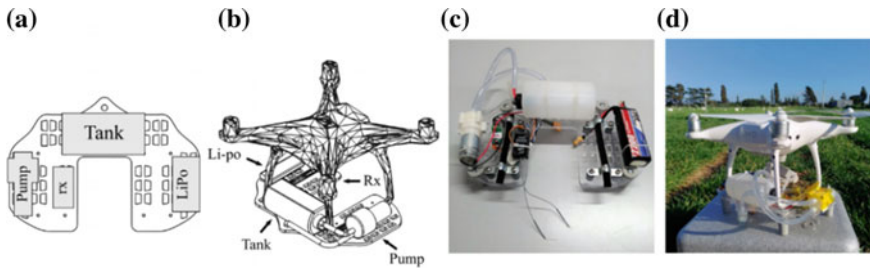 (a)
(b)
(c)
(d)
Tank
Pump
rx
LiPo
Li-po
Rx
Tank
Pump